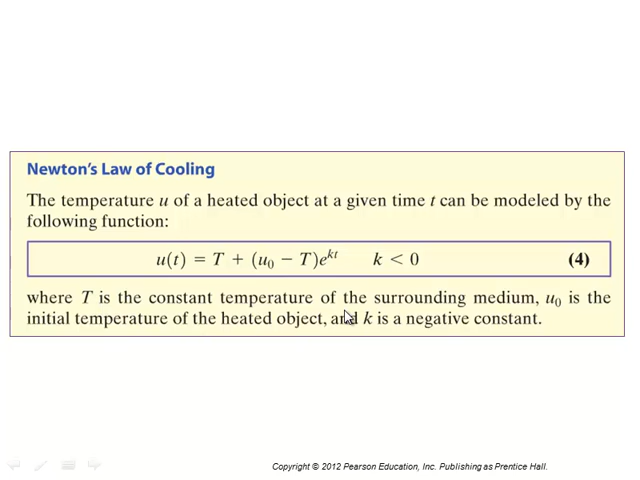 Newton's Law of Cooling
The temperature u of a heated object at a given time t can be modeled by the
following function:
u(t) = T + (u₀ − T)eᵏᵗ k < 0 (4)
where T is the constant temperature of the surrounding medium, u₀ is the
initial temperature of the heated object, and k is a negative constant.
Copyright © 2012 Pearson Education, Inc. Publishing as Prentice Hall.